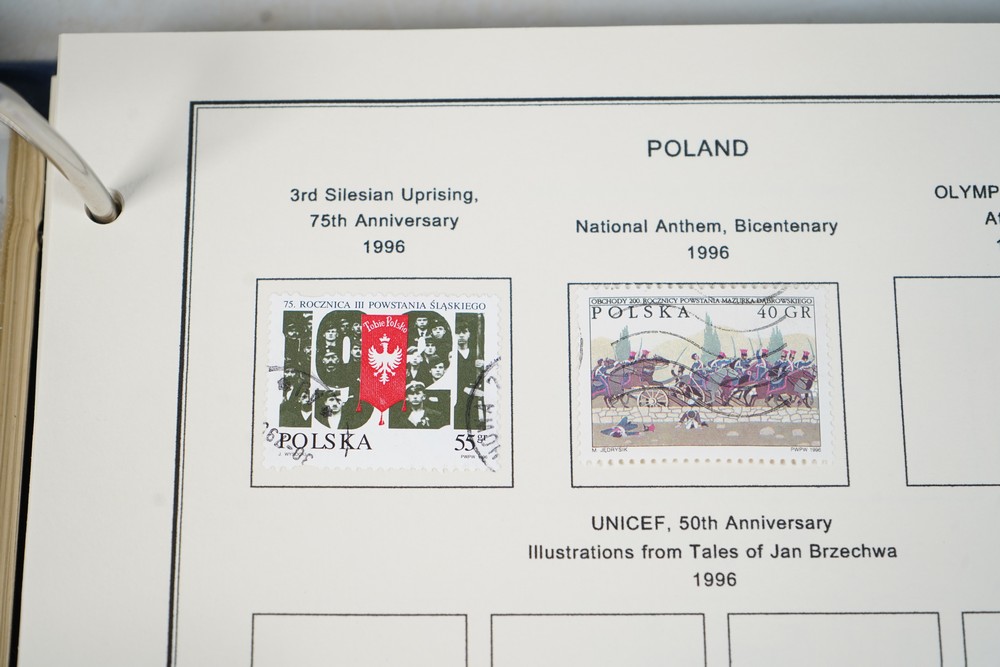 POLAND
3rd Silesian Uprising,
75th Anniversary
1996
National Anthem, Bicentenary
1996
OLYMP
75. ROCZNICA III POWSTANIA ŚLĄSKIEGO
1921
Tobie Polsko
POLSKA
55 gr
OBCHODY 200. ROCZNICY POWSTANIA MAZURKA DĄBROWSKIEGO
POLSKA 40 GR
M. JĘDRYSIK PWPW 1996
UNICEF, 50th Anniversary
Illustrations from Tales of Jan Brzechwa
1996